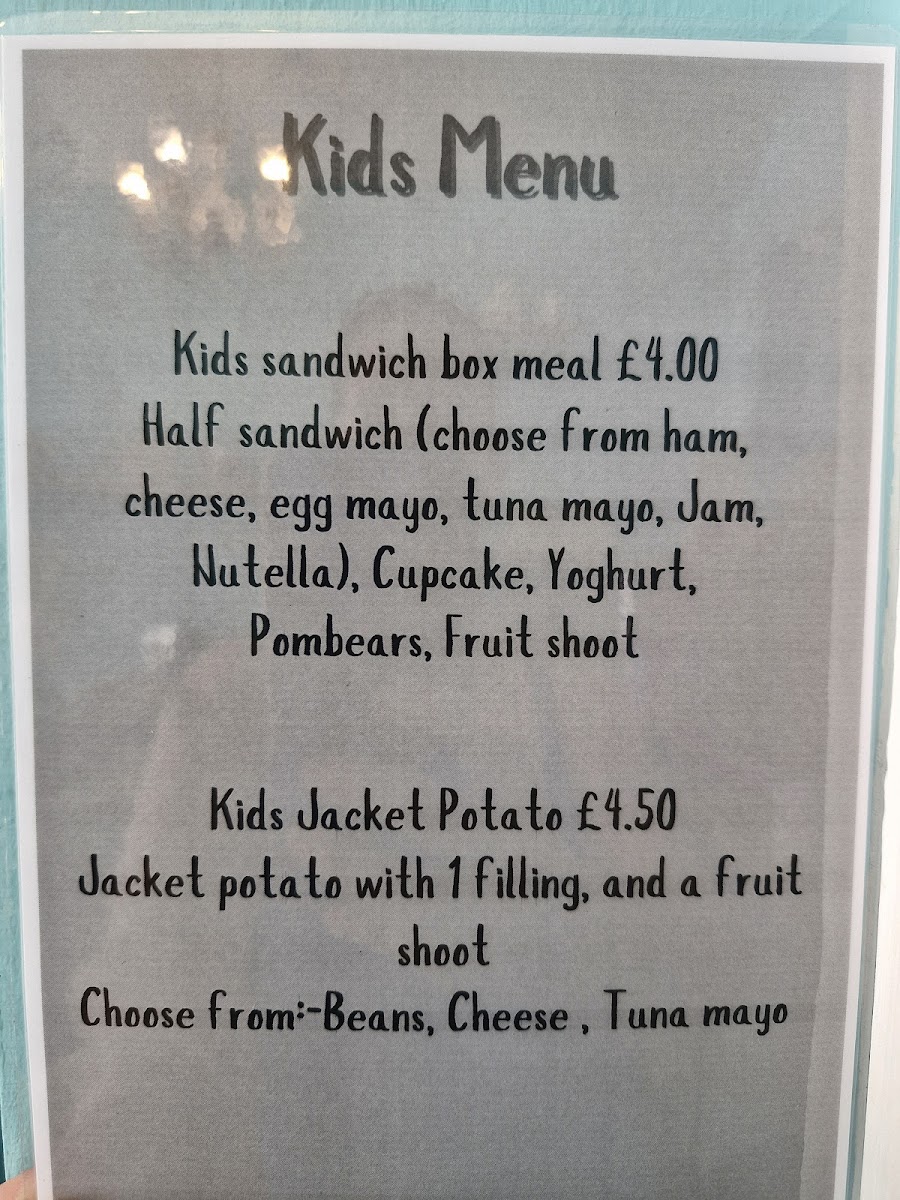 Kids Menu
Kids sandwich box meal £4.00
Half sandwich (choose from ham,
cheese, egg mayo, tuna mayo, Jam,
Nutella), Cupcake, Yoghurt,
Pombears, Fruit shoot
Kids Jacket Potato £4.50
Jacket potato with 1 filling, and a fruit
shoot
Choose from:-Beans, Cheese , Tuna mayo